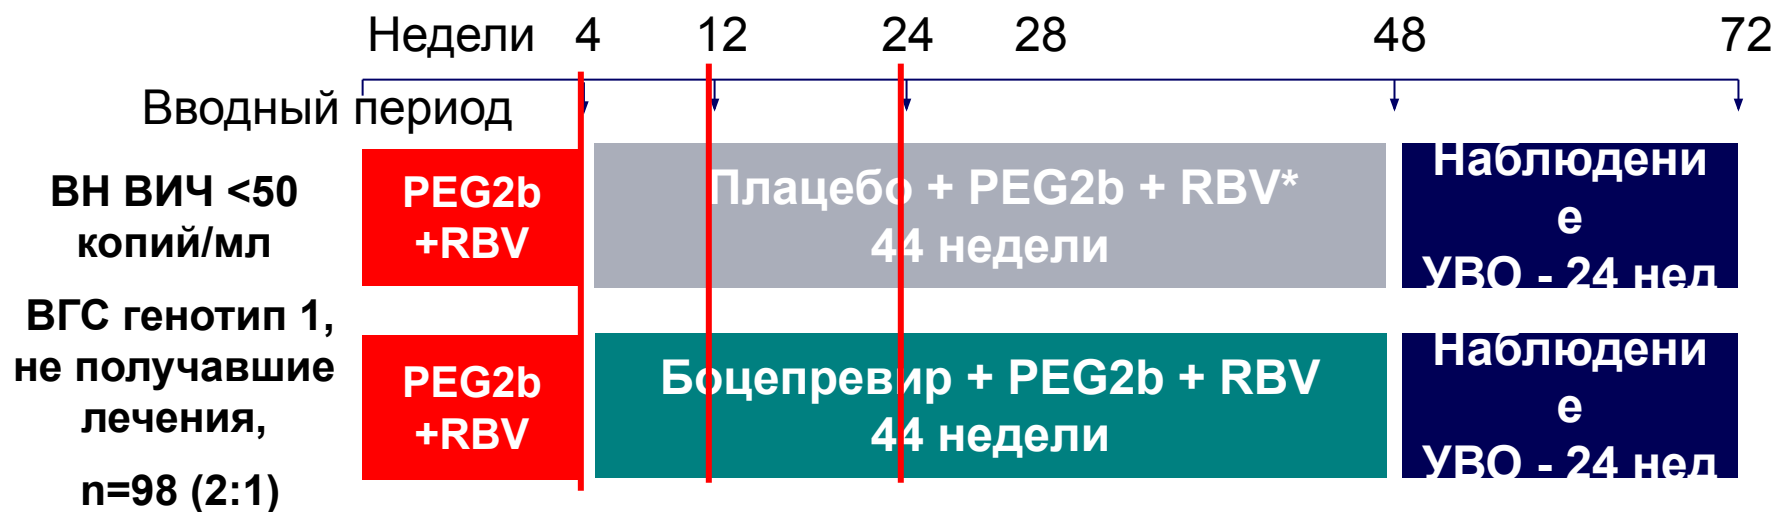 Недели 4 12 24 28 48 72
Вводный период
ВН ВИЧ <50
копий/мл
PEG2b
+RBV
Плацебо + PEG2b + RBV*
44 недели
Наблюдени
е
УВО - 24 нед
ВГС генотип 1,
не получавшие
лечения,
n=98 (2:1)
PEG2b
+RBV
Боцепревир + PEG2b + RBV
44 недели
Наблюдени
е
УВО - 24 нед